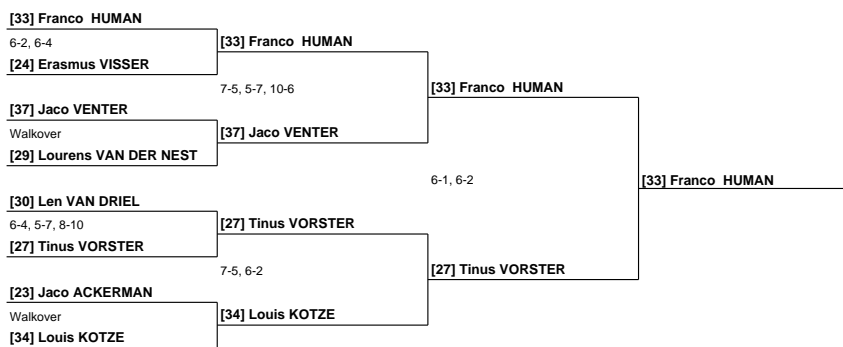 [33] Franco  HUMAN
6-2, 6-4
[24] Erasmus VISSER
[37] Jaco VENTER
Walkover
[29] Lourens VAN DER NEST
[30] Len VAN DRIEL
6-4, 5-7, 8-10
[27] Tinus VORSTER
[23] Jaco ACKERMAN
Walkover
[34] Louis KOTZE
[33] Franco  HUMAN
7-5, 5-7, 10-6
[37] Jaco VENTER
[27] Tinus VORSTER
7-5, 6-2
[34] Louis KOTZE
[33] Franco  HUMAN
6-1, 6-2
[27] Tinus VORSTER
[33] Franco  HUMAN